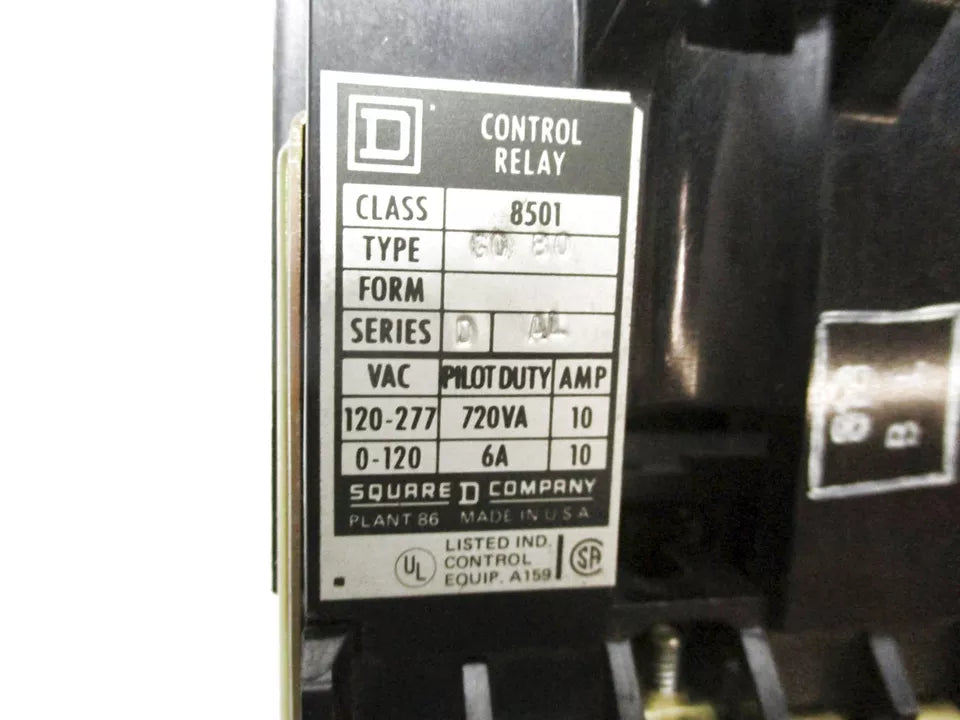 D
CONTROL
RELAY
CLASS 8501
TYPE
FORM
SERIES D AL
VAC PILOT DUTY AMP
120-277 720VA 10
0-120 6A 10
SQUARE D COMPANY
PLANT 86 MADE IN U S A
UL LISTED IND.
CONTROL
EQUIP. A159
SA
B